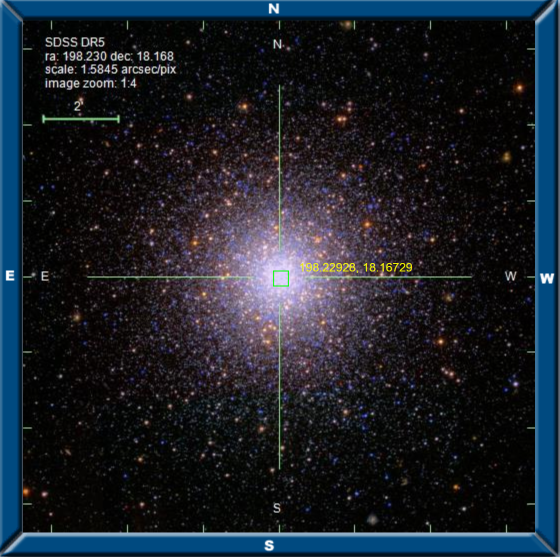 N
SDSS DR5
ra: 198.230 dec: 18.168
scale: 1.5845 arcsec/pix
image zoom: 1:4
2'
N
198.22928, 18.16729
E
E
W
W
S
S